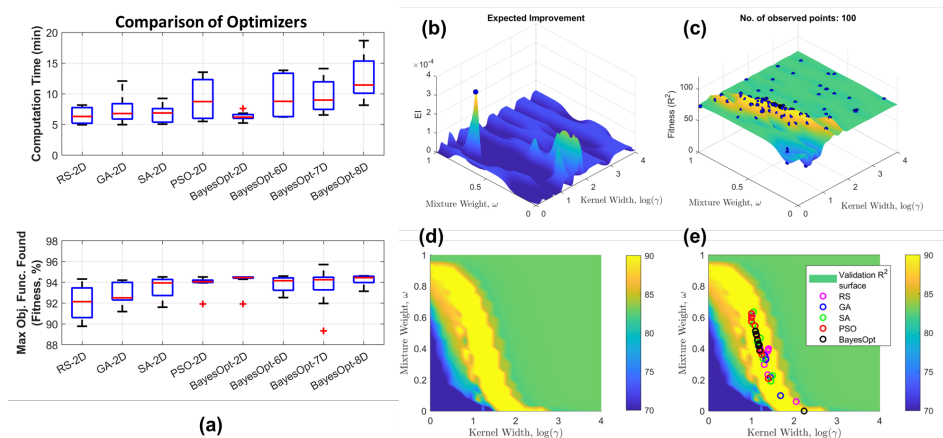 Comparison of Optimizers
Computation Time (min)
20
15
10
5
0
RS-2D
GA-2D
SA-2D
PSO-2D
BayesOpt-2D
BayesOpt-6D
BayesOpt-7D
BayesOpt-8D
Max Obj. Func. Found
(Fitness, %)
98
96
94
92
90
88
RS-2D
GA-2D
SA-2D
PSO-2D
BayesOpt-2D
BayesOpt-6D
BayesOpt-7D
BayesOpt-8D
(a)
(b)
Expected Improvement
×10⁻⁴
EI
4
3
2
1
0
1
0.5
0
Mixture Weight, ω
0
1
2
3
4
Kernel Width, log(γ)
(c)
No. of observed points: 100
Fitness (R²)
100
50
0
1
0.5
0
Mixture Weight, ω
0
1
2
3
4
Kernel Width, log(γ)
(d)
Mixture Weight, ω
1
0.8
0.6
0.4
0.2
0
0
1
2
3
4
Kernel Width, log(γ)
90
85
80
75
70
(e)
Mixture Weight, ω
1
0.8
0.6
0.4
0.2
0
0
1
2
3
4
Kernel Width, log(γ)
Validation R²
surface
RS
GA
SA
PSO
BayesOpt
90
85
80
75
70